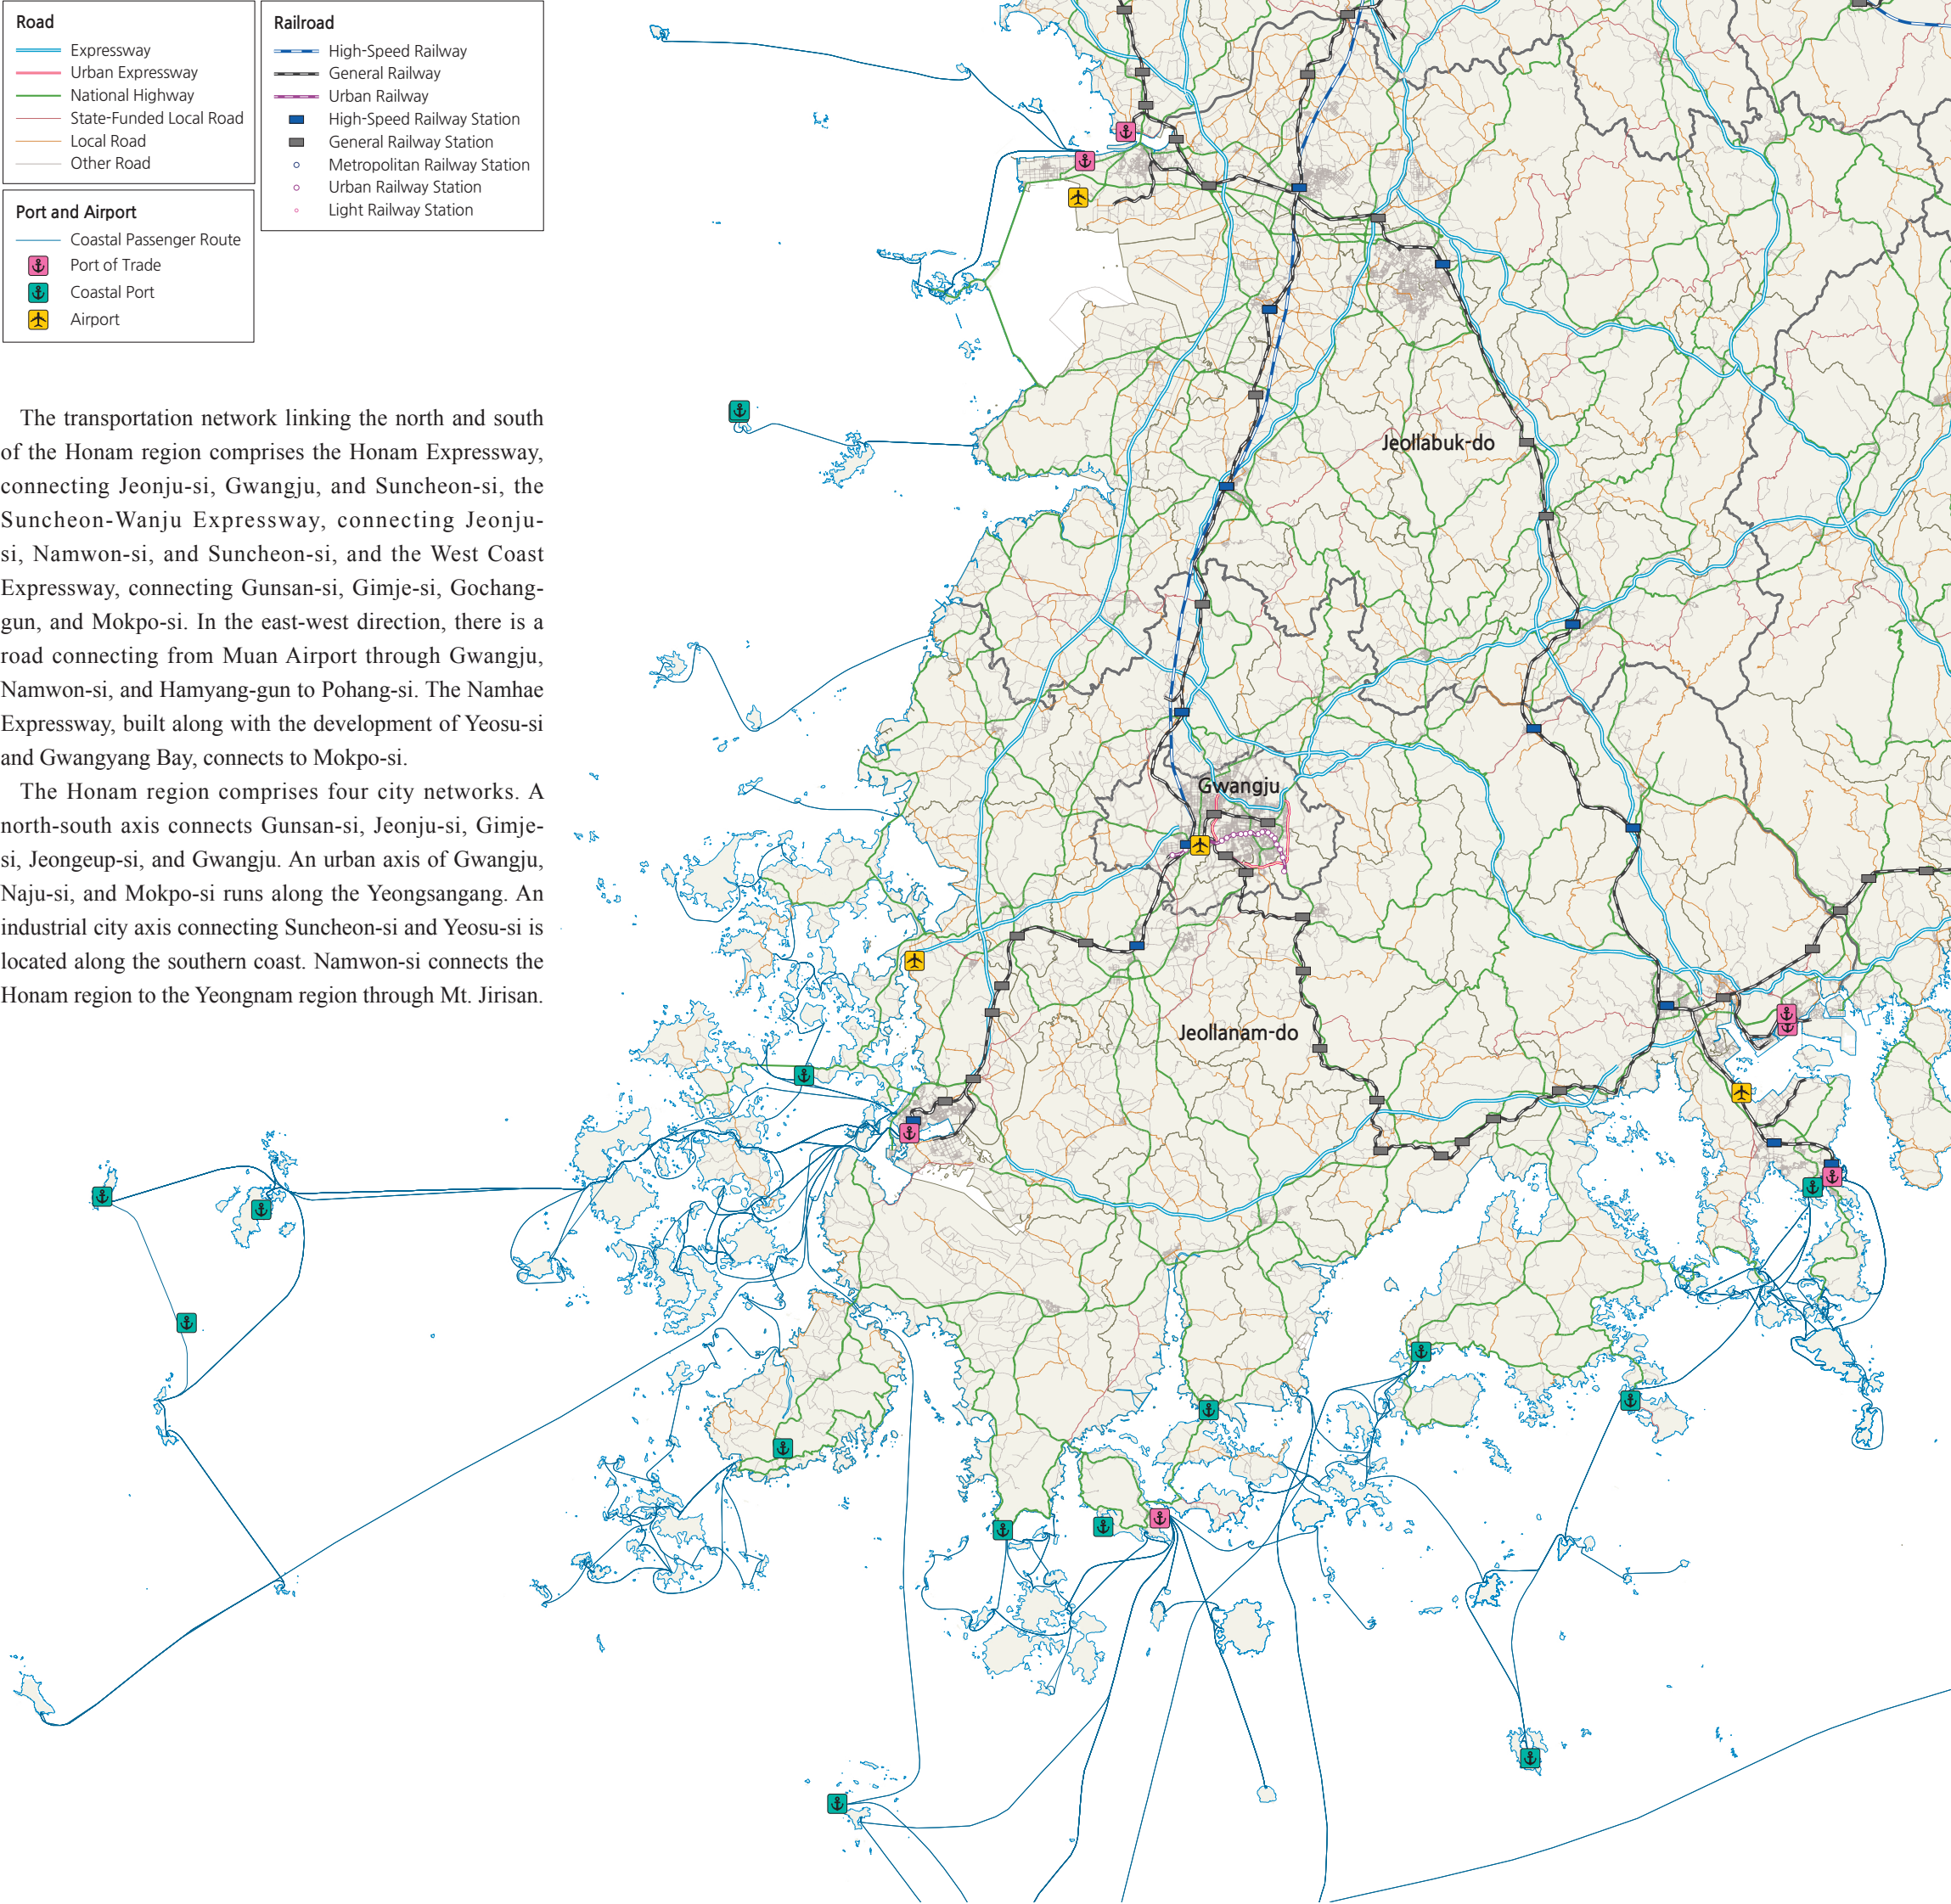 Road
Expressway
Urban Expressway
National Highway
State-Funded Local Road
Local Road
Other Road
Port and Airport
Coastal Passenger Route
Port of Trade
Coastal Port
Airport
Railroad
High-Speed Railway
General Railway
Urban Railway
High-Speed Railway Station
General Railway Station
Metropolitan Railway Station
Urban Railway Station
Light Railway Station
The transportation network linking the north and south
of the Honam region comprises the Honam Expressway,
connecting Jeonju-si, Gwangju, and Suncheon-si, the
Suncheon-Wanju Expressway, connecting Jeonju-
si, Namwon-si, and Suncheon-si, and the West Coast
Expressway, connecting Gunsan-si, Gimje-si, Gochang-
gun, and Mokpo-si. In the east-west direction, there is a
road connecting from Muan Airport through Gwangju,
Namwon-si, and Hamyang-gun to Pohang-si. The Namhae
Expressway, built along with the development of Yeosu-si
and Gwangyang Bay, connects to Mokpo-si.
The Honam region comprises four city networks. A
north-south axis connects Gunsan-si, Jeonju-si, Gimje-
si, Jeongeup-si, and Gwangju. An urban axis of Gwangju,
Naju-si, and Mokpo-si runs along the Yeongsangang. An
industrial city axis connecting Suncheon-si and Yeosu-si is
located along the southern coast. Namwon-si connects the
Honam region to the Yeongnam region through Mt. Jirisan.
Jeollabuk-do
Gwangju
Jeollanam-do